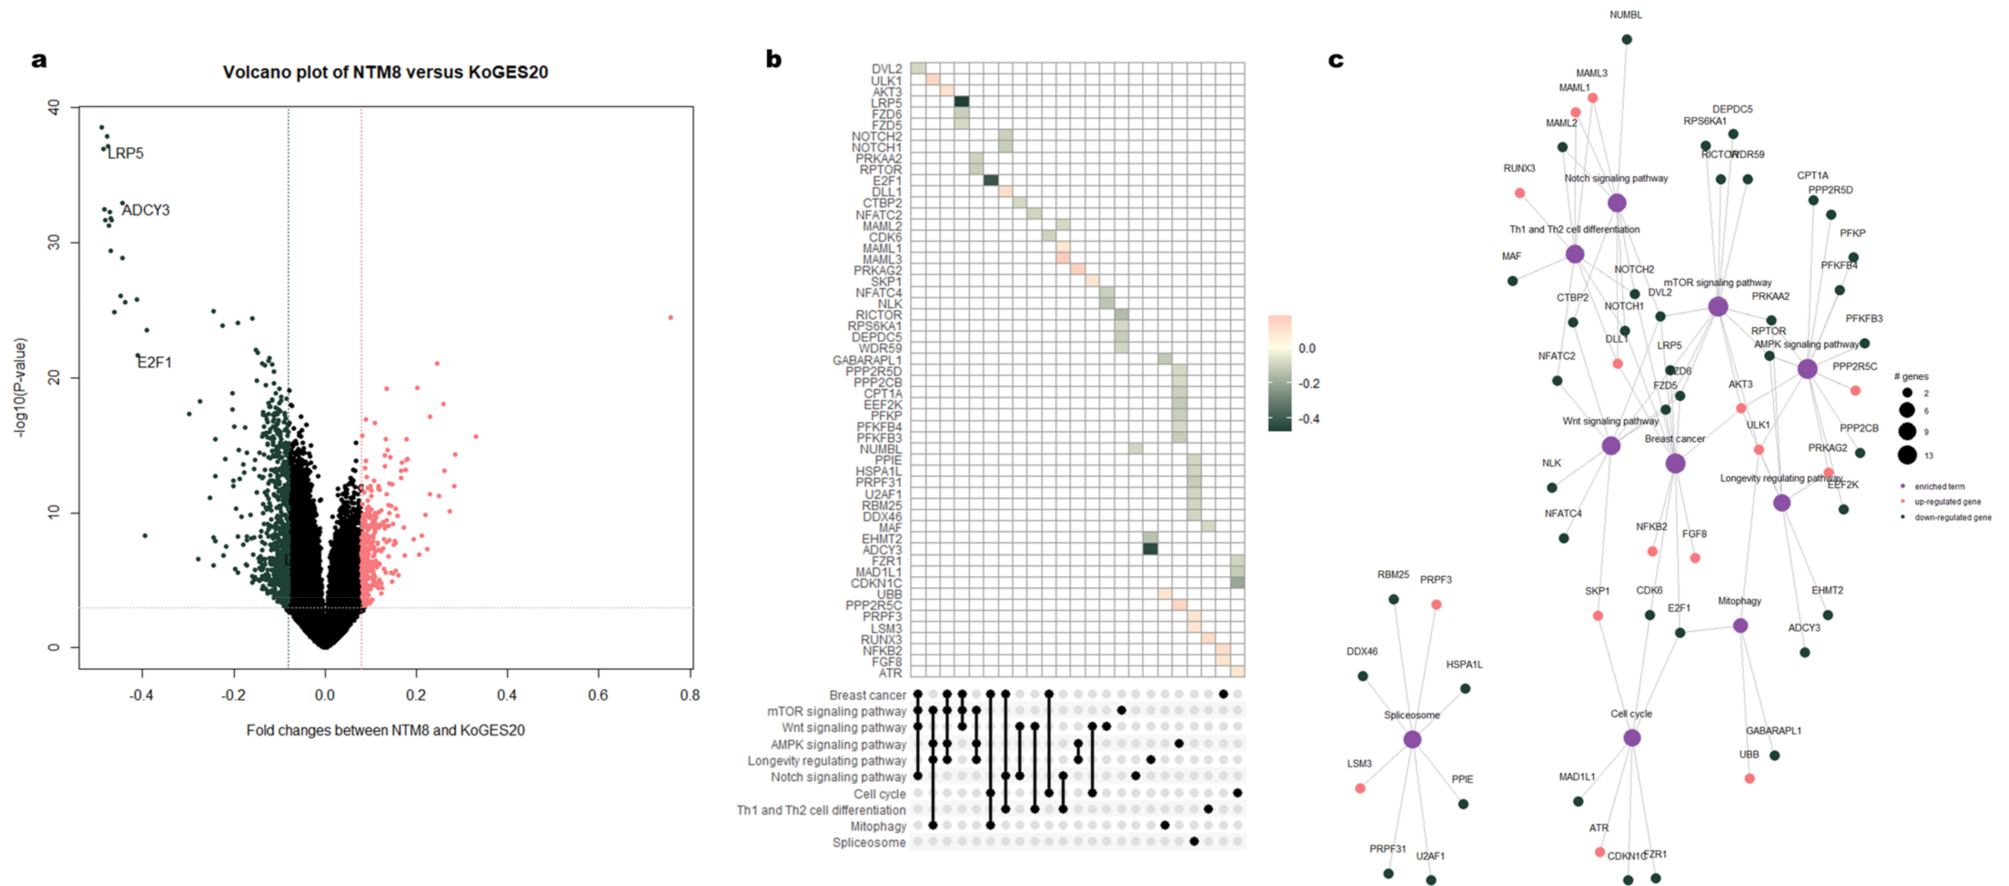 a
Volcano plot of NTM8 versus KoGES20
-log10(P-value)
40
30
20
10
0
LRP5
ADCY3
E2F1
-0.4
-0.2
0.0
0.2
0.4
0.6
0.8
Fold changes between NTM8 and KoGES20
b
DVL2
ULK1
AKT3
LRP5
FZD6
FZD5
NOTCH2
NOTCH1
PRKAA2
RPTOR
E2F1
DLL1
CTBP2
NFATC2
MAML2
CDK6
MAML1
MAML3
PRKAG2
SKP1
NFATC4
NLK
RICTOR
RPS6KA1
DEPDC5
WDR59
GABARAPL1
PPP2R5D
PPP2CB
CPT1A
EEF2K
PFKP
PFKFB4
PFKFB3
NUMBL
PPIE
HSPA1L
PRPF31
U2AF1
RBM25
DDX46
MAF
EHMT2
ADCY3
FZR1
MAD1L1
CDKN1C
UBB
PPP2R5C
PRPF3
LSM3
RUNX3
NFKB2
FGF8
ATR
0.0
-0.2
-0.4
Breast cancer
mTOR signaling pathway
Wnt signaling pathway
AMPK signaling pathway
Longevity regulating pathway
Notch signaling pathway
Cell cycle
Th1 and Th2 cell differentiation
Mitophagy
Spliceosome
c
NUMBL
MAML3
MAML1
MAML2
DEPDC5
RPS6KA1
RICTOR
WDR59
RUNX3
Notch signaling pathway
CPT1A
PPP2R5D
Th1 and Th2 cell differentiation
PFKP
MAF
NOTCH2
PFKFB4
mTOR signaling pathway
CTBP2
DVL2
PRKAA2
NOTCH1
PFKFB3
RPTOR
DLL1
LRP5
AMPK signaling pathway
NFATC2
FZD6
PPP2R5C
FZD5
AKT3
# genes
2
6
9
13
Wnt signaling pathway
ULK1
PPP2CB
Breast cancer
PRKAG2
NLK
Longevity regulating pathway
EEF2K
enriched term
up-regulated gene
down-regulated gene
NFATC4
NFKB2
FGF8
RBM25
PRPF3
SKP1
CDK6
E2F1
Mitophagy
EHMT2
ADCY3
DDX46
HSPA1L
Spliceosome
Cell cycle
GABARAPL1
UBB
LSM3
PPIE
MAD1L1
ATR
PRPF31
U2AF1
CDKN1C
FZR1